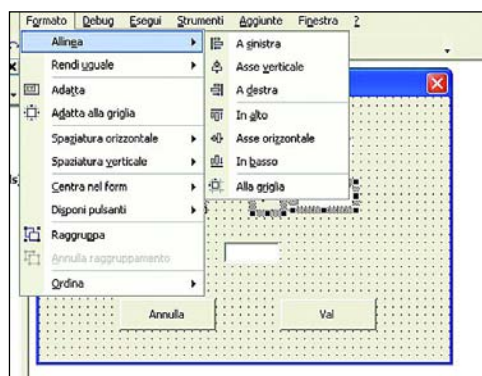 Formato Debug Esegui Strumenti Aggiunte Finestra ?
Allinea
Rendi uguale
Adatta
Adatta alla griglia
Spaziatura orizzontale
Spaziatura verticale
Centra nel form
Disponi pulsanti
Raggruppa
Annulla raggruppamento
Ordina
A sinistra
Asse verticale
A destra
In alto
Asse orizzontale
In basso
Alla griglia
Annulla
Vai